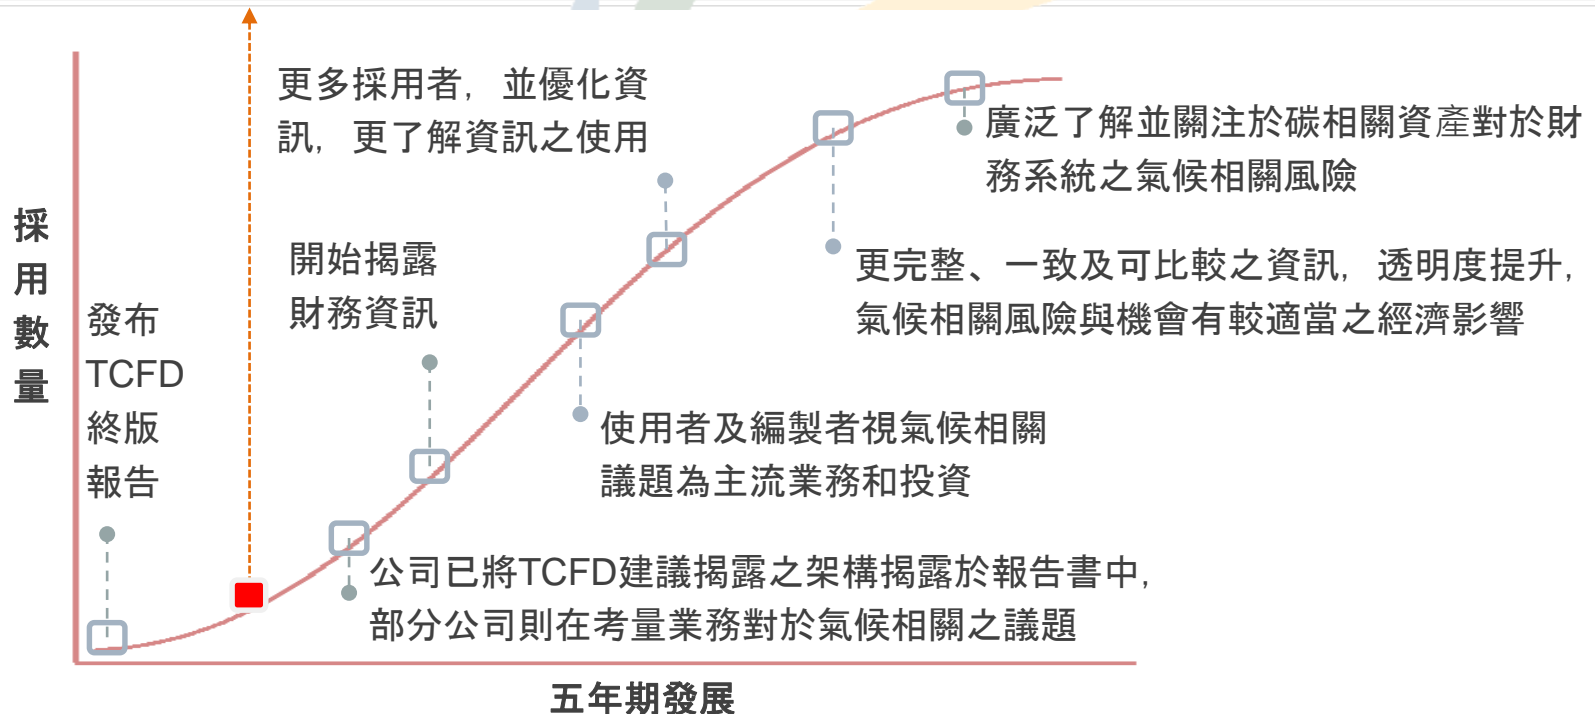 更多採用者，並優化資
訊，更了解資訊之使用
廣泛了解並關注於碳相關資產對於財
務系統之氣候相關風險
採用數量
開始揭露
財務資訊
更完整、一致及可比較之資訊，透明度提升，
氣候相關風險與機會有較適當之經濟影響
發布
TCFD
終版
報告
使用者及編製者視氣候相關
議題為主流業務和投資
公司已將TCFD建議揭露之架構揭露於報告書中，
部分公司則在考量業務對於氣候相關之議題
五年期發展